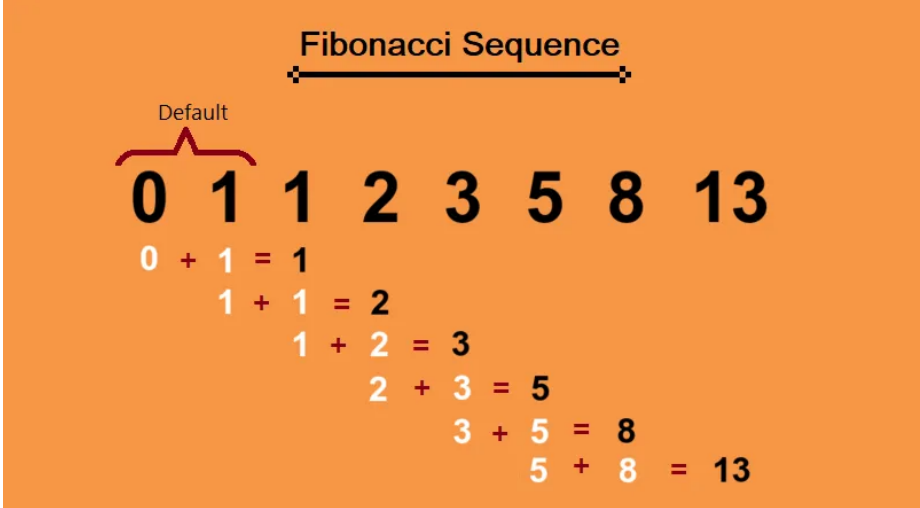 Fibonacci Sequence
Default
0 1 1 2 3 5 8 13
0 + 1 = 1
1 + 1 = 2
1 + 2 = 3
2 + 3 = 5
3 + 5 = 8
5 + 8 = 13